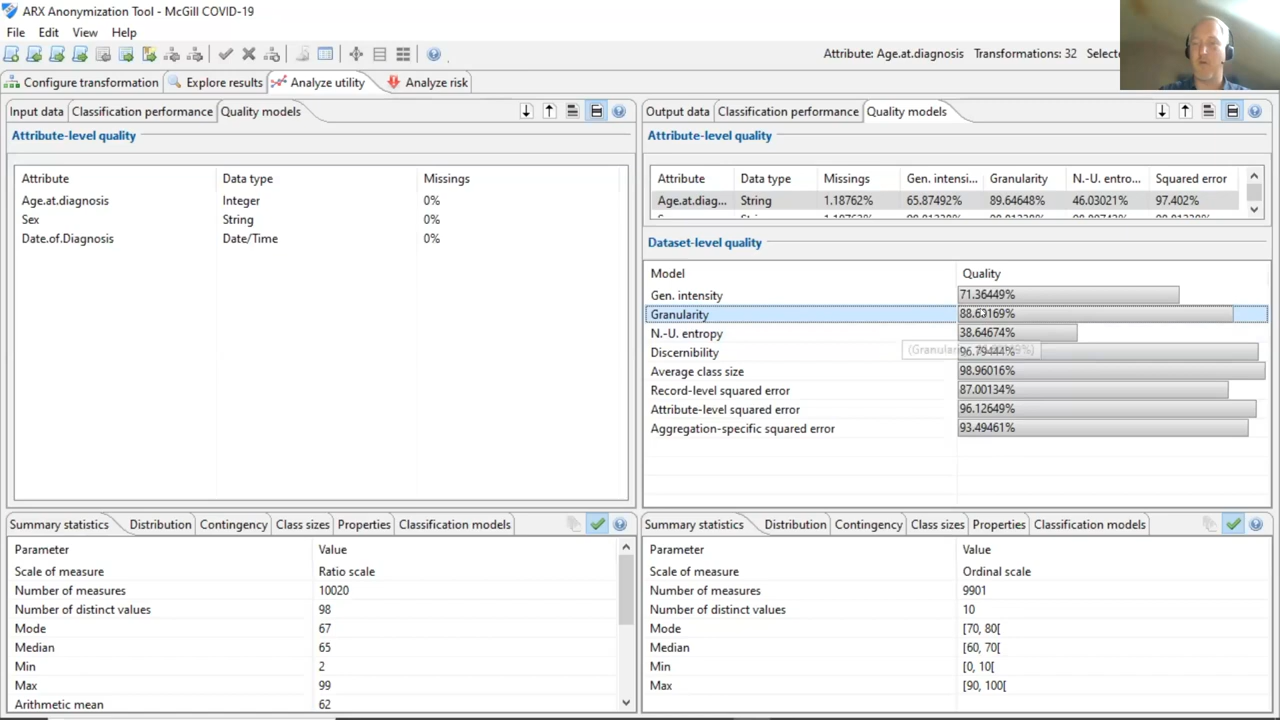 ARX Anonymization Tool - McGill COVID-19
File Edit View Help
Attribute: Age.at.diagnosis Transformations: 32 Selecte
Configure transformation Explore results Analyze utility Analyze risk
Input data Classification performance Quality models
Attribute-level quality
Attribute Data type Missings
Age.at.diagnosis Integer 0%
Sex String 0%
Date.of.Diagnosis Date/Time 0%
Output data Classification performance Quality models
Attribute-level quality
Attribute Data type Missings Gen. intensi... Granularity N.-U. entro... Squared error
Age.at.diag... String 1.18762% 65.87492% 89.64648% 46.03021% 97.402%
Dataset-level quality
Model Quality
Gen. intensity 71.36449%
Granularity 88.63169%
N.-U. entropy 38.64674%
Discernibility 96.79444%
Average class size 98.96016%
Record-level squared error 87.00134%
Attribute-level squared error 96.12649%
Aggregation-specific squared error 93.49461%
Summary statistics Distribution Contingency Class sizes Properties Classification models
Parameter Value
Scale of measure Ratio scale
Number of measures 10020
Number of distinct values 98
Mode 67
Median 65
Min 2
Max 99
Arithmetic mean 62
Summary statistics Distribution Contingency Class sizes Properties Classification models
Parameter Value
Scale of measure Ordinal scale
Number of measures 9901
Number of distinct values 10
Mode [70, 80[
Median [60, 70[
Min [0, 10[
Max [90, 100[